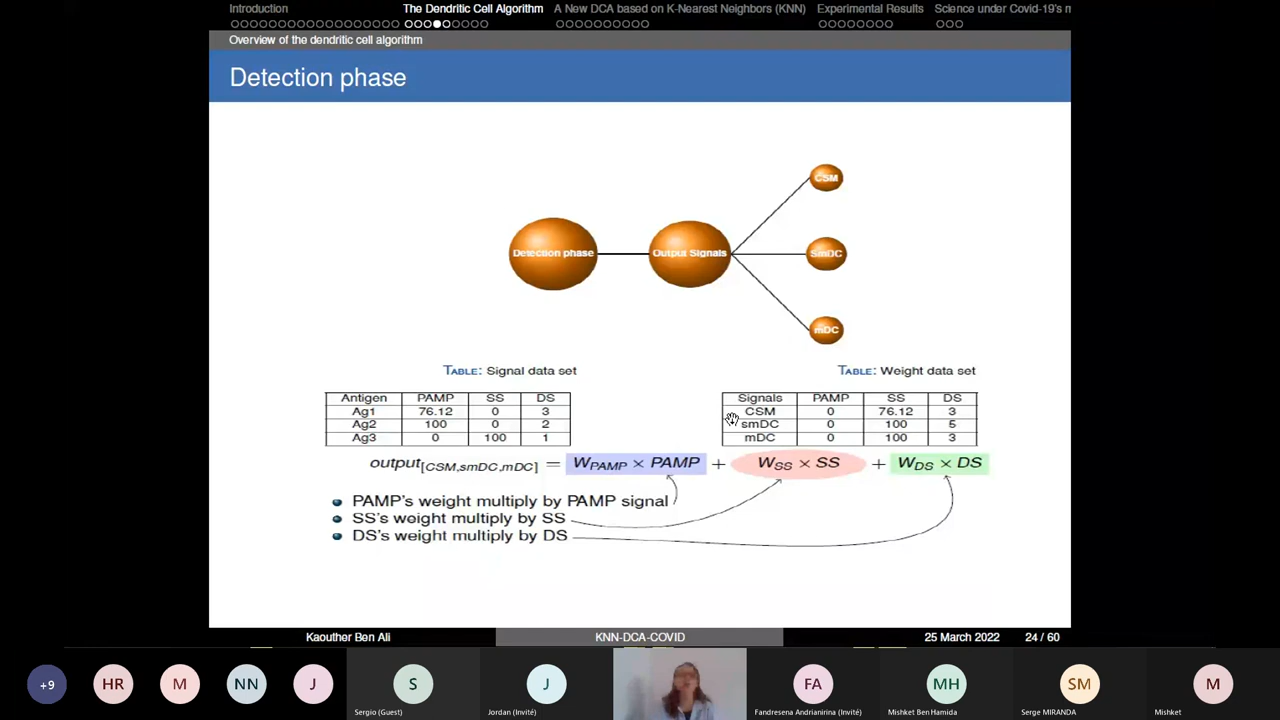 Introduction The Dendritic Cell Algorithm A New DCA based on K-Nearest Neighbors (KNN) Experimental Results Science under Covid-19's
Overview of the dendritic cell algorithm
Detection phase
CSM
Detection phase Output Signals SmDC
mDC
TABLE: Signal data set TABLE: Weight data set
Antigen PAMP SS DS Signals PAMP SS DS
Ag1 76.12 0 3 CSM 0 76.12 3
Ag2 100 0 2 smDC 0 100 5
Ag3 0 100 1 mDC 0 100 3
output[CSM,smDC,mDC] = WPAMP × PAMP + WSS × SS + WDS × DS
PAMP's weight multiply by PAMP signal
SS's weight multiply by SS
DS's weight multiply by DS
Kaouther Ben Ali KNN-DCA-COVID 25 March 2022 24 / 60
+9 HR M NN J S J FA MH SM M
Sergio (Guest) Jordan (Invité) Fandresena Andrianirina (Invité) Mishket Ben Hamida Serge MIRANDA Mishket